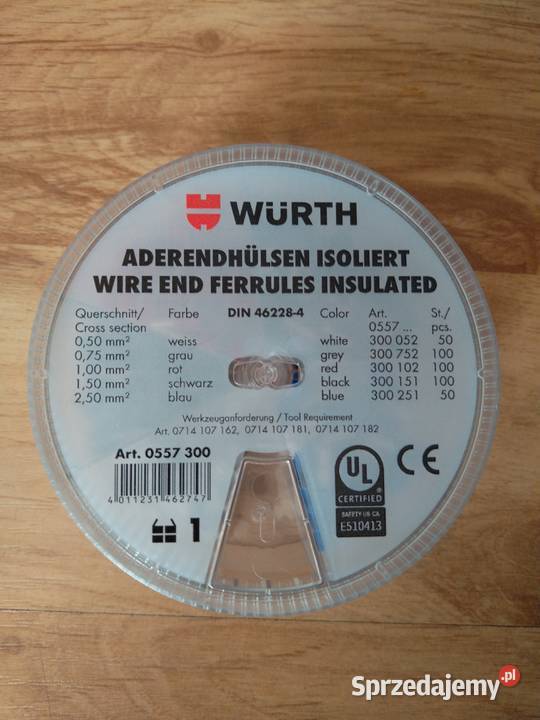 WÜRTH
ADERENDHÜLSEN ISOLIERT
WIRE END FERRULES INSULATED
Querschnitt/ Farbe DIN 46228-4 Color Art. St./
Cross section 0557 ... pcs.
0,50 mm² weiss white 300 052 50
0,75 mm² grau grey 300 752 100
1,00 mm² rot red 300 102 100
1,50 mm² schwarz black 300 151 100
2,50 mm² blau blue 300 251 50
Werkzeuganforderung / Tool Requirement
Art. 0714 107 162, 0714 107 181, 0714 107 182
Art. 0557 300
4 011231 462747
1
UL
CERTIFIED
SAFETY US CA
E510413
CE
Sprzedajemy.pl